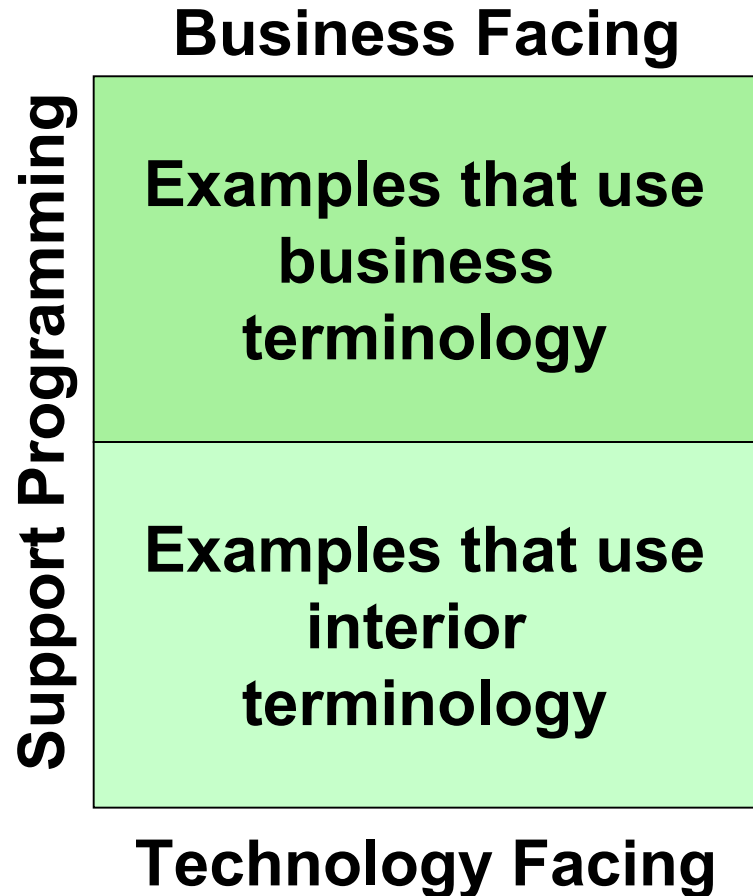 Business Facing
Support Programming
Examples that use
business
terminology
Examples that use
interior
terminology
Technology Facing